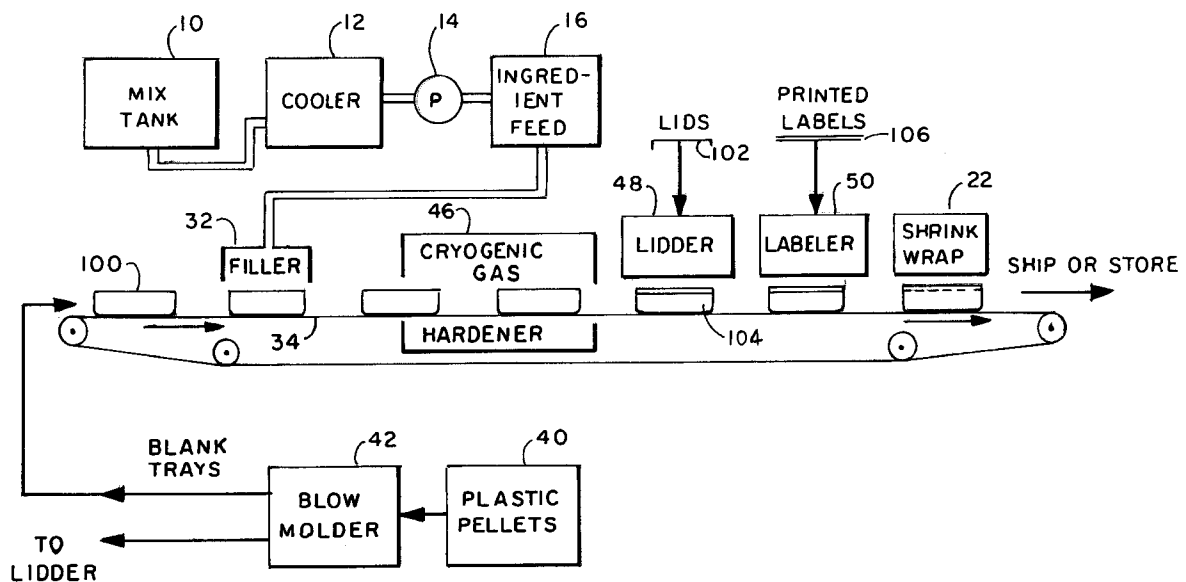 10
12
14
16
MIX
TANK
COOLER
P
INGRED-
IENT
FEED
LIDS
102
PRINTED
LABELS
106
32
FILLER
46
CRYOGENIC
GAS
48
LIDDER
50
LABELER
22
SHRINK
WRAP
SHIP OR STORE
100
34
HARDENER
104
BLANK
TRAYS
42
BLOW
MOLDER
40
PLASTIC
PELLETS
TO
LIDDER